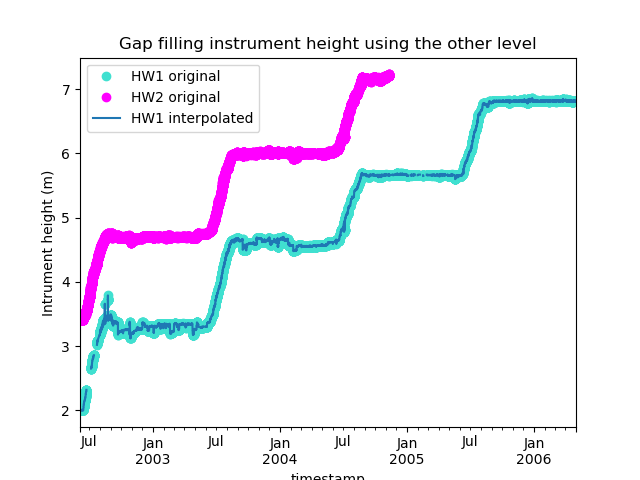 Gap filling instrument height using the other level
HW1 original
HW2 original
HW1 interpolated
Intrument height (m)
7
6
5
4
3
2
Jul
Jan
2003
Jul
Jan
2004
Jul
Jan
2005
Jul
Jan
2006
timestamp